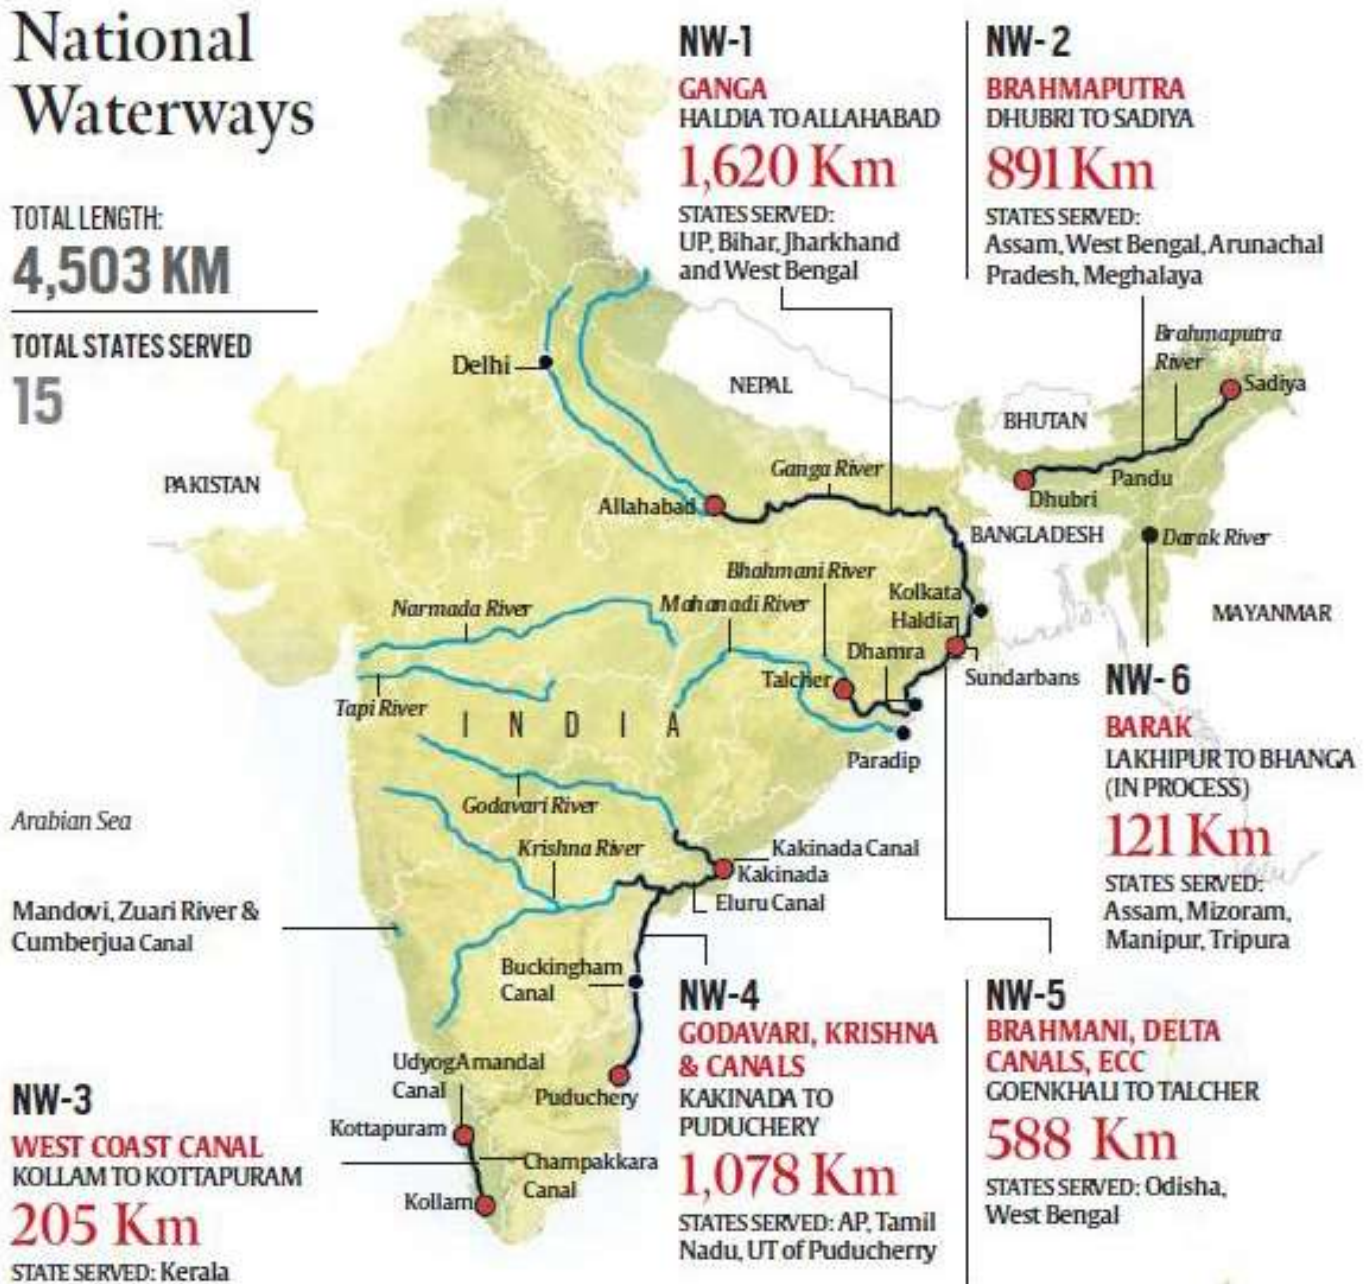 National
Waterways
TOTAL LENGTH:
4,503 KM
TOTAL STATES SERVED
15
NW-1
GANGA
HALDIA TO ALLAHABAD
1,620 Km
STATES SERVED:
UP, Bihar, Jharkhand
and West Bengal
NW-2
BRAHMAPUTRA
DHUBRI TO SADIYA
891 Km
STATES SERVED:
Assam, West Bengal, Arunachal
Pradesh, Meghalaya
Brahmaputra
River
Sadiya
Delhi
NEPAL
BHUTAN
PAKISTAN
Ganga River
Pandu
Dhubri
Allahabad
BANGLADESH
Darak River
Bhahmani River
Kolkata
Narmada River
Mahanadi River
Haldia
MAYANMAR
Dhamra
Talcher
Sundarbans
Tapi River
INDIA
Paradip
NW-6
BARAK
LAKHIPUR TO BHANGA
(IN PROCESS)
121 Km
STATES SERVED:
Assam, Mizoram,
Manipur, Tripura
Arabian Sea
Godavari River
Krishna River
Kakinada Canal
Kakinada
Eluru Canal
Mandovi, Zuari River &
Cumberjua Canal
Buckingham
Canal
UdyogAmandal
Canal
Puduchery
Kottapuram
Champakkara
Canal
Kollam
NW-3
WEST COAST CANAL
KOLLAM TO KOTTAPURAM
205 Km
STATE SERVED: Kerala
NW-4
GODAVARI, KRISHNA
& CANALS
KAKINADA TO
PUDUCHERY
1,078 Km
STATES SERVED: AP, Tamil
Nadu, UT of Puducherry
NW-5
BRAHMANI, DELTA
CANALS, ECC
GOENKHALI TO TALCHER
588 Km
STATES SERVED: Odisha,
West Bengal